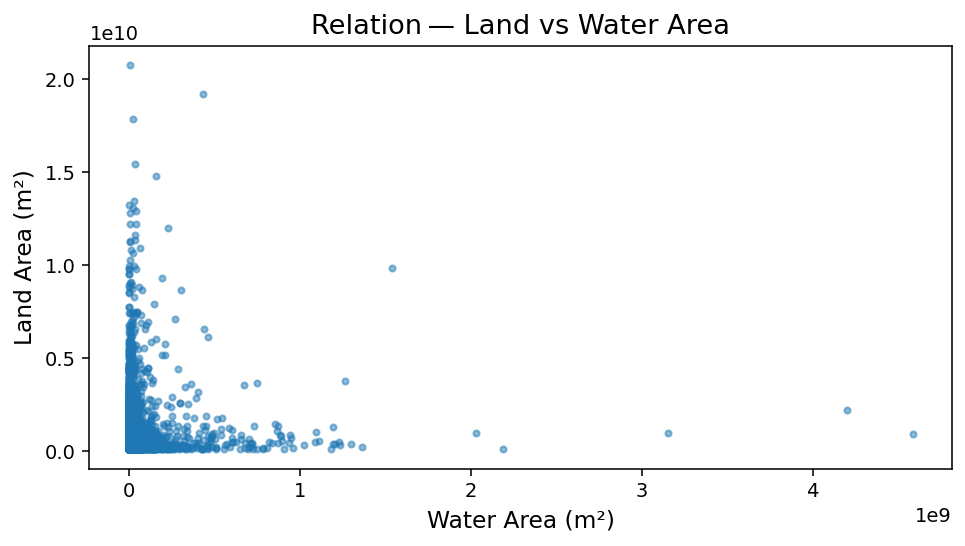 Relation — Land vs Water Area
1e10
Land Area (m²)
2.0
1.5
1.0
0.5
0.0
0 1 2 3 4
1e9
Water Area (m²)